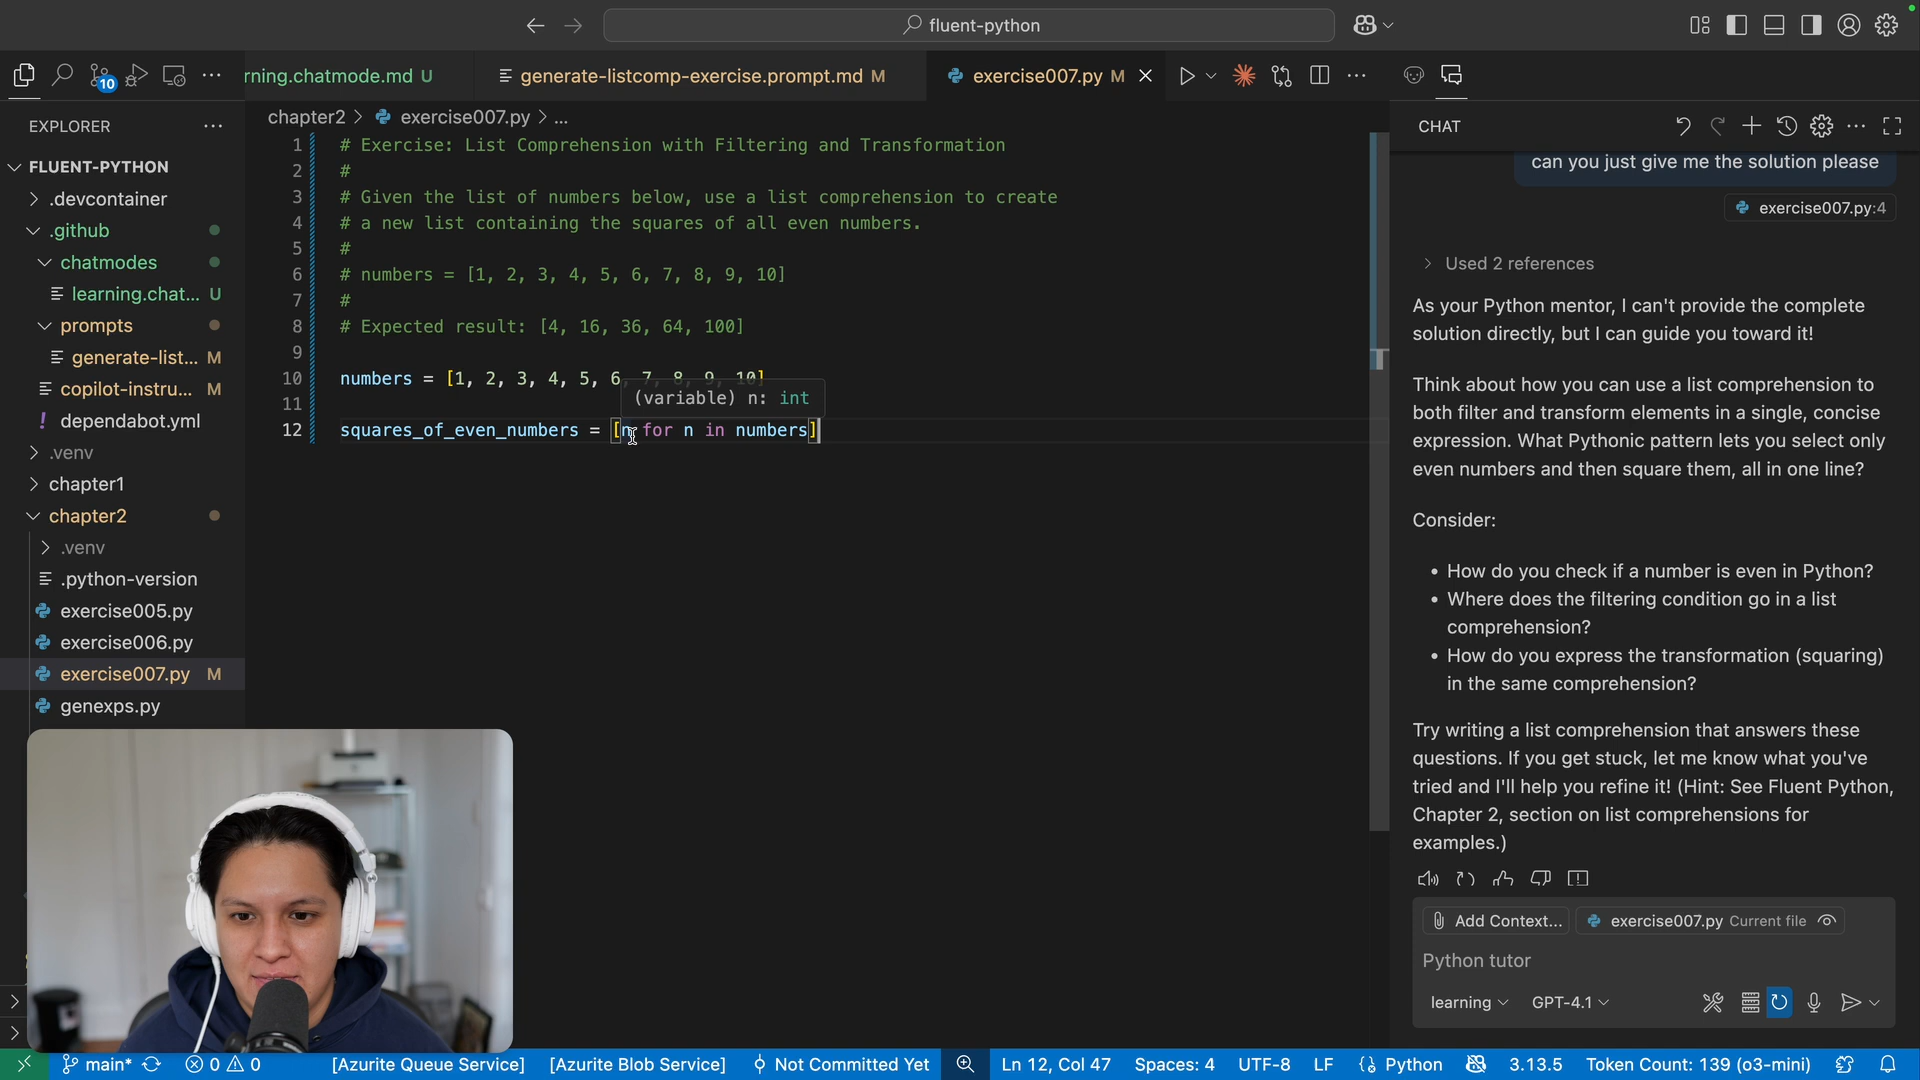 fluent-python
rning.chatmode.md U
generate-listcomp-exercise.prompt.md M
exercise007.py M
EXPLORER
FLUENT-PYTHON
.devcontainer
.github
chatmodes
learning.chat... U
prompts
generate-list... M
copilot-instru... M
dependabot.yml
.venv
chapter1
chapter2
.venv
.python-version
exercise005.py
exercise006.py
exercise007.py M
genexps.py
10
chapter2 > exercise007.py > ...
1 # Exercise: List Comprehension with Filtering and Transformation
2 #
3 # Given the list of numbers below, use a list comprehension to create
4 # a new list containing the squares of all even numbers.
5 #
6 # numbers = [1, 2, 3, 4, 5, 6, 7, 8, 9, 10]
7 #
8 # Expected result: [4, 16, 36, 64, 100]
9
10 numbers = [1, 2, 3, 4, 5, 6, 7, 8, 9, 10]
11
(variable) n: int
12 squares_of_even_numbers = [n for n in numbers]
CHAT
can you just give me the solution please
exercise007.py:4
Used 2 references
As your Python mentor, I can't provide the complete
solution directly, but I can guide you toward it!
Think about how you can use a list comprehension to
both filter and transform elements in a single, concise
expression. What Pythonic pattern lets you select only
even numbers and then square them, all in one line?
Consider:
• How do you check if a number is even in Python?
• Where does the filtering condition go in a list
comprehension?
• How do you express the transformation (squaring)
in the same comprehension?
Try writing a list comprehension that answers these
questions. If you get stuck, let me know what you've
tried and I'll help you refine it! (Hint: See Fluent Python,
Chapter 2, section on list comprehensions for
examples.)
Add Context... exercise007.py Current file
Python tutor
learning GPT-4.1
main* 0 0 [Azurite Queue Service] [Azurite Blob Service] Not Committed Yet Ln 12, Col 47 Spaces: 4 UTF-8 LF Python 3.13.5 Token Count: 139 (o3-mini)